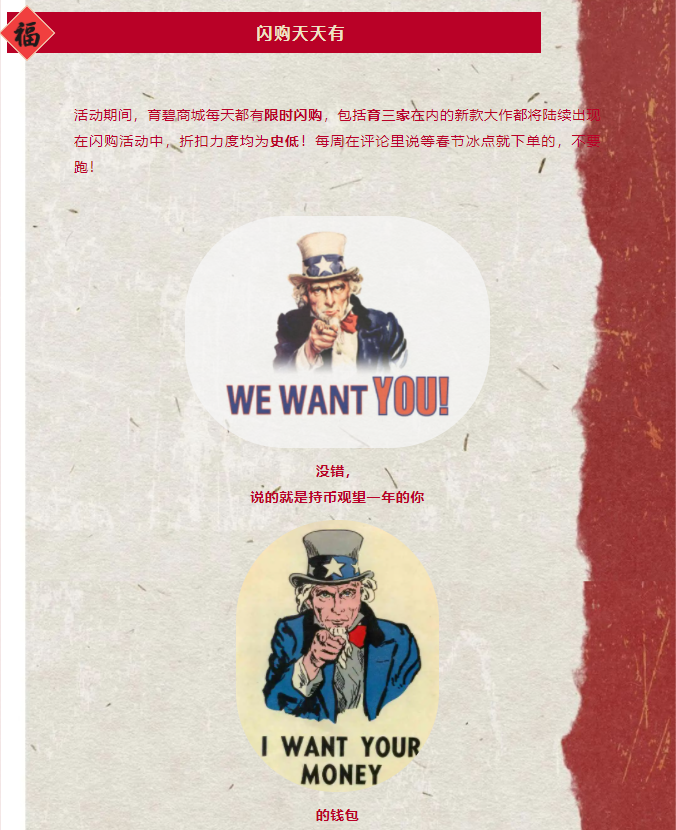 福
闪购天天有
活动期间，育碧商城每天都有限时闪购，包括育三家在内的新款大作都将陆续出现
在闪购活动中，折扣力度均为史低！每周在评论里说等春节冰点就下单的，不要
跑！
WE WANT YOU!
没错，
说的就是持币观望一年的你
I WANT YOUR
MONEY
的钱包